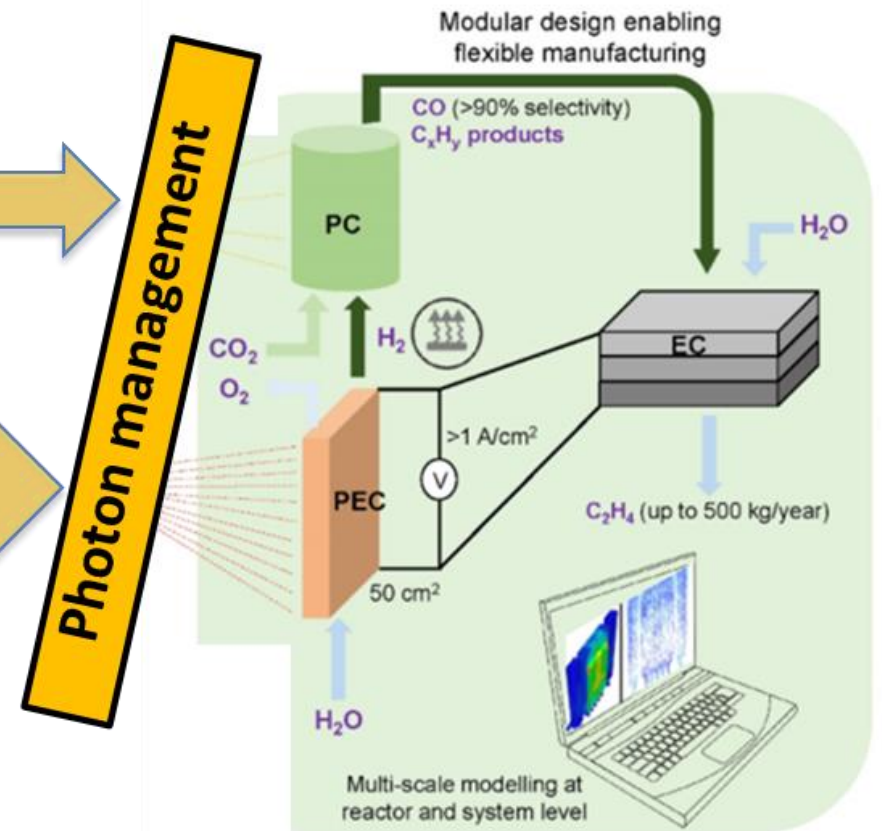 Modular design enabling
flexible manufacturing
CO (>90% selectivity)
CₓHᵧ products
Photon management
PC
H₂O
CO₂
H₂
EC
O₂
>1 A/cm²
V
PEC
C₂H₄ (up to 500 kg/year)
50 cm²
H₂O
Multi-scale modelling at
reactor and system level